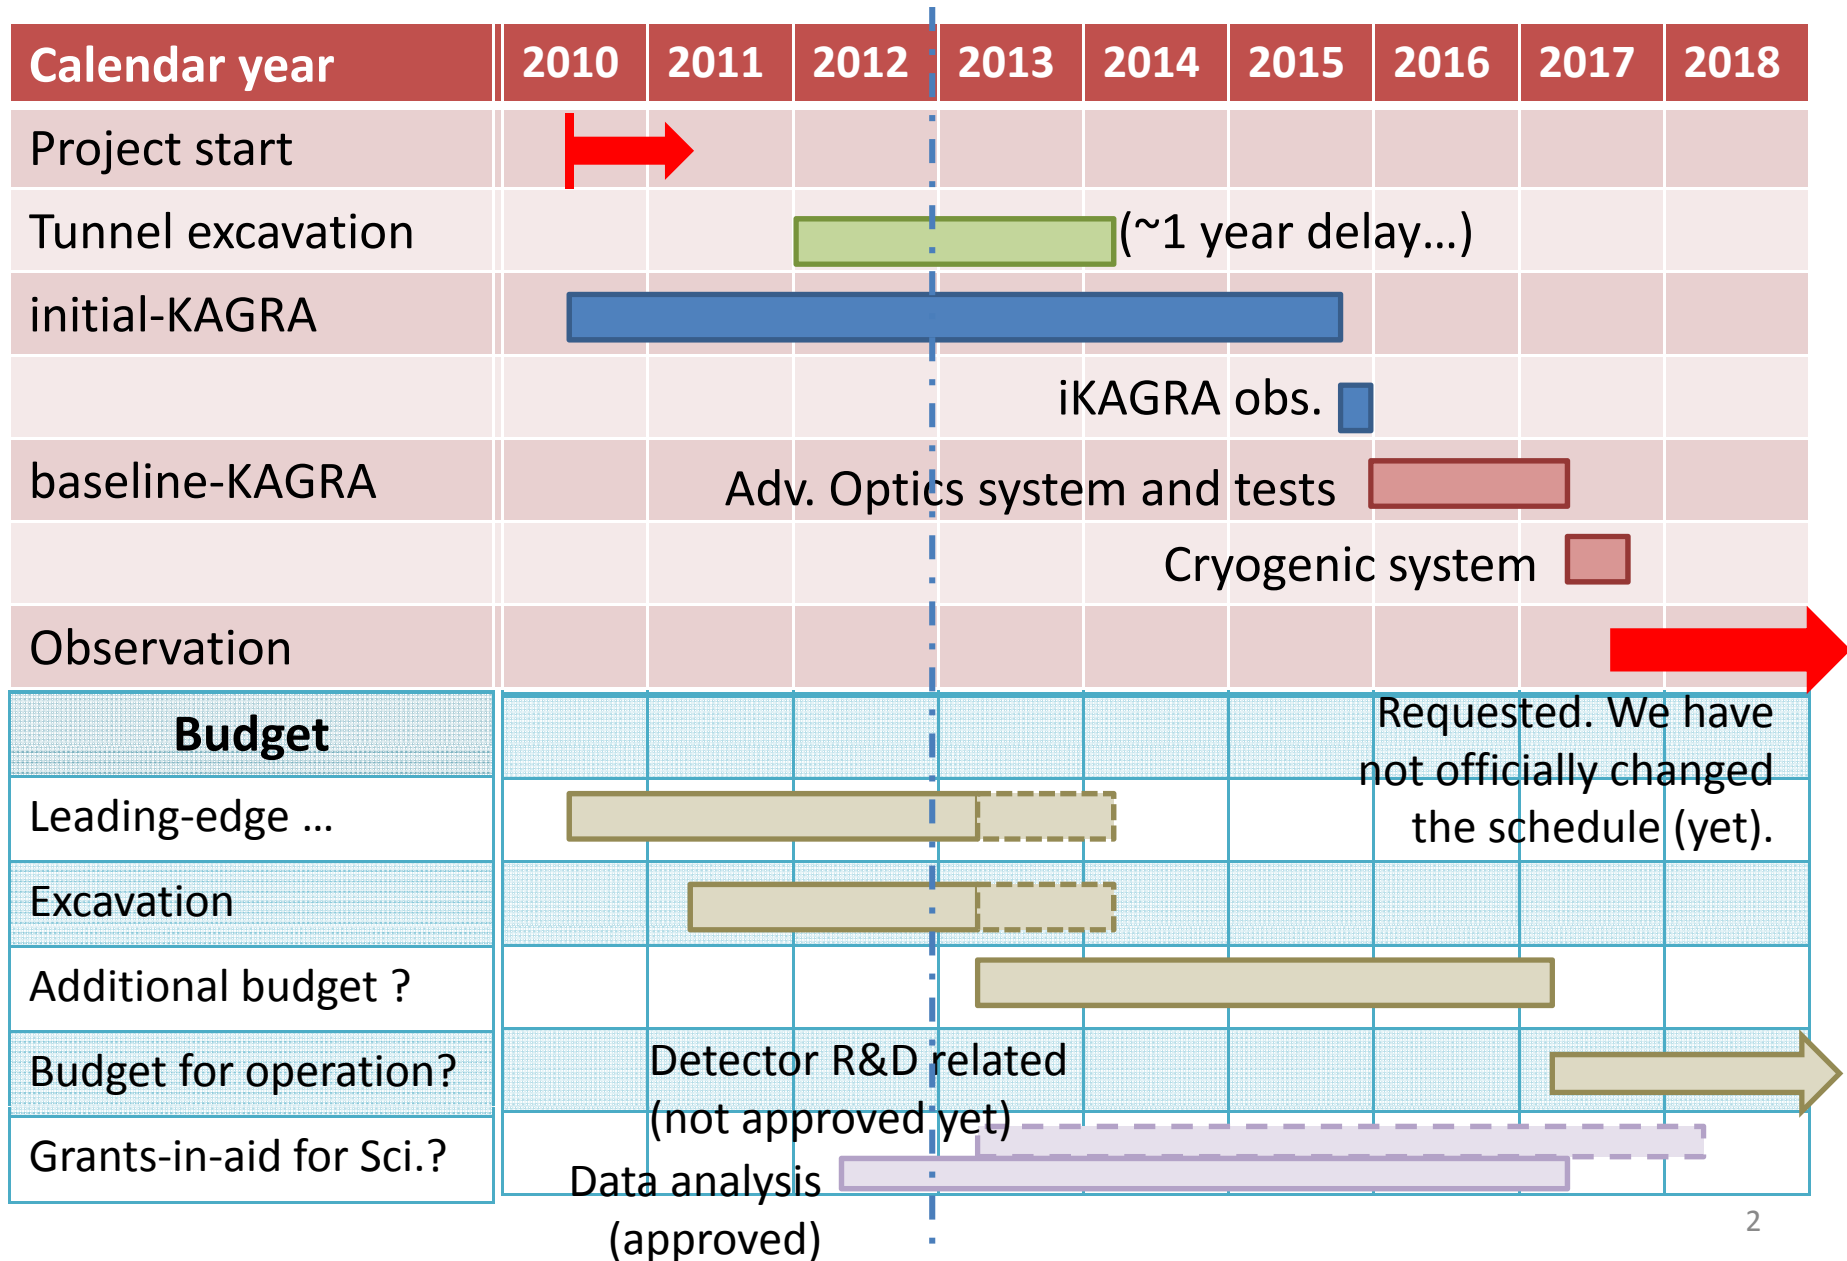 Calendar year 2010 2011 2012 2013 2014 2015 2016 2017 2018
Project start
Tunnel excavation (~1 year delay...)
initial-KAGRA
iKAGRA obs.
baseline-KAGRA Adv. Optics system and tests
Cryogenic system
Observation
Budget
Requested. We have
not officially changed
the schedule (yet).
Leading-edge ...
Excavation
Additional budget ?
Budget for operation?
Detector R&D related
(not approved yet)
Grants-in-aid for Sci.?
Data analysis
(approved)
2